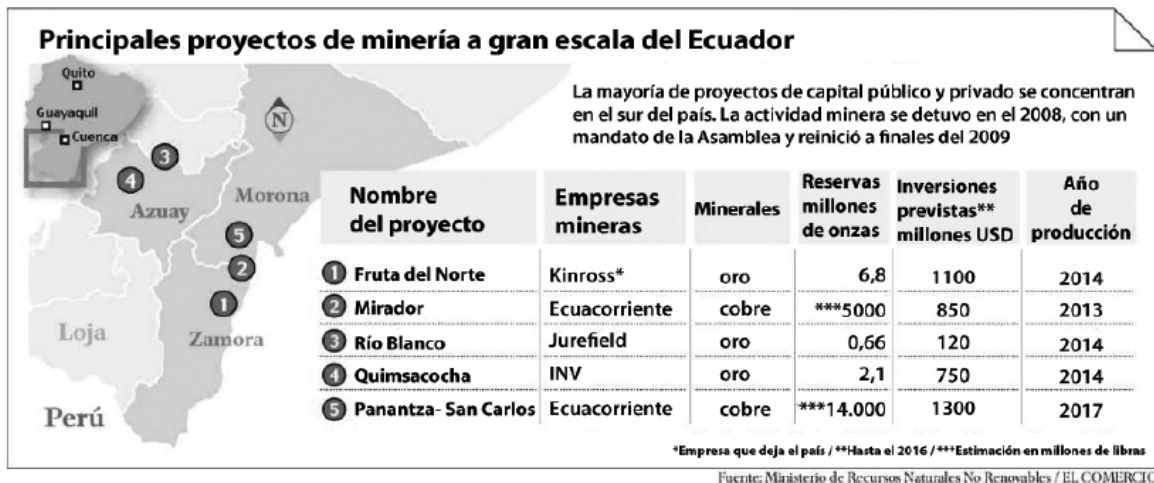 Principales proyectos de minería a gran escala del Ecuador
Quito
Guayaquil
Cuenca
N
3
4
Azuay
Morona
5
2
1
Loja
Zamora
Perú
La mayoría de proyectos de capital público y privado se concentran
en el sur del país. La actividad minera se detuvo en el 2008, con un
mandato de la Asamblea y reinició a finales del 2009
Nombre del proyecto Empresas mineras Minerales Reservas millones de onzas Inversiones previstas** millones USD Año de producción
1 Fruta del Norte Kinross* oro 6,8 1100 2014
2 Mirador Ecuacorriente cobre ***5000 850 2013
3 Río Blanco Jurefield oro 0,66 120 2014
4 Quimsacocha INV oro 2,1 750 2014
5 Panantza- San Carlos Ecuacorriente cobre ***14.000 1300 2017
*Empresa que deja el país / **Hasta el 2016 / ***Estimación en millones de libras
Fuente: Ministerio de Recursos Naturales No Renovables / EL COMERCIO